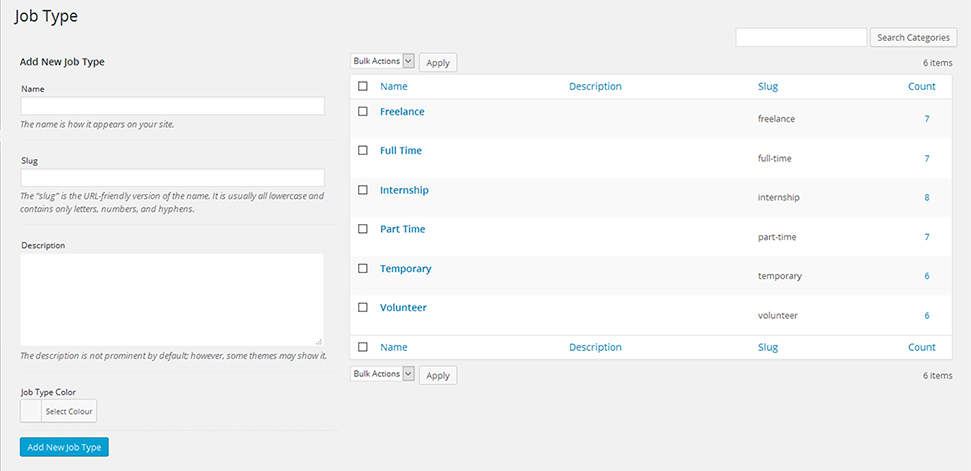 Job Type
Search Categories
Add New Job Type
Name
The name is how it appears on your site.
Slug
The “slug” is the URL-friendly version of the name. It is usually all lowercase and
contains only letters, numbers, and hyphens.
Description
The description is not prominent by default; however, some themes may show it.
Job Type Color
Select Colour
Add New Job Type
Bulk Actions Apply 6 items
Name Description Slug Count
Freelance freelance 7
Full Time full-time 7
Internship internship 8
Part Time part-time 7
Temporary temporary 6
Volunteer volunteer 6
Name Description Slug Count
Bulk Actions Apply 6 items